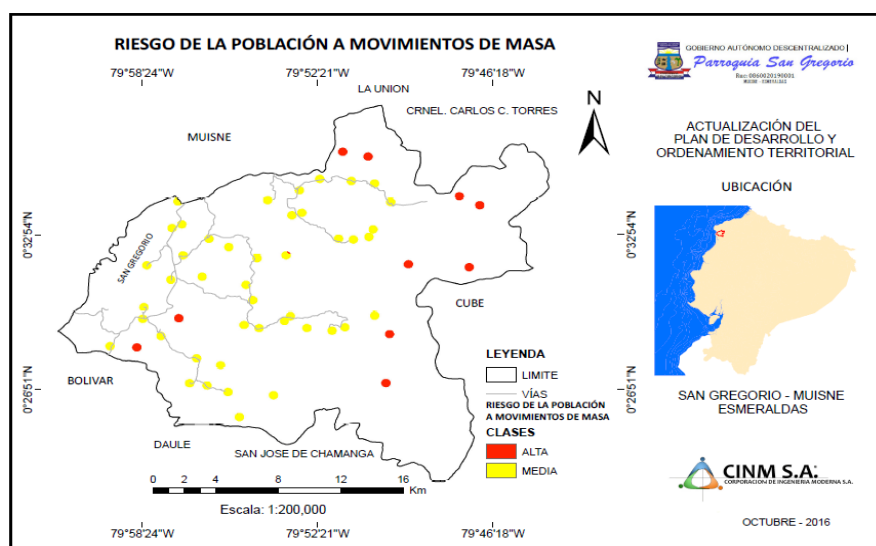 RIESGO DE LA POBLACIÓN A MOVIMIENTOS DE MASA
79°58'24"W
79°52'21"W
79°46'18"W
LA UNION
CRNEL. CARLOS C. TORRES
MUISNE
N
0°32'54"N
0°32'54"N
SAN GREGORIO
CUBE
BOLIVAR
0°26'51"N
0°26'51"N
DAULE
SAN JOSE DE CHAMANGA
LEYENDA
LIMITE
VÍAS
RIESGO DE LA POBLACIÓN
A MOVIMIENTOS DE MASA
CLASES
ALTA
MEDIA
0 2 4 8 12 16
Km
Escala: 1:200,000
79°58'24"W
79°52'21"W
79°46'18"W
GOBIERNO AUTÓNOMO DESCENTRALIZADO
Parroquia San Gregorio
ACTUALIZACIÓN DEL
PLAN DE DESARROLLO Y
ORDENAMIENTO TERRITORIAL
UBICACIÓN
SAN GREGORIO - MUISNE
ESMERALDAS
CINM S.A.
CORPORACION DE INGENIERIA MODERNA S.A.
OCTUBRE - 2016